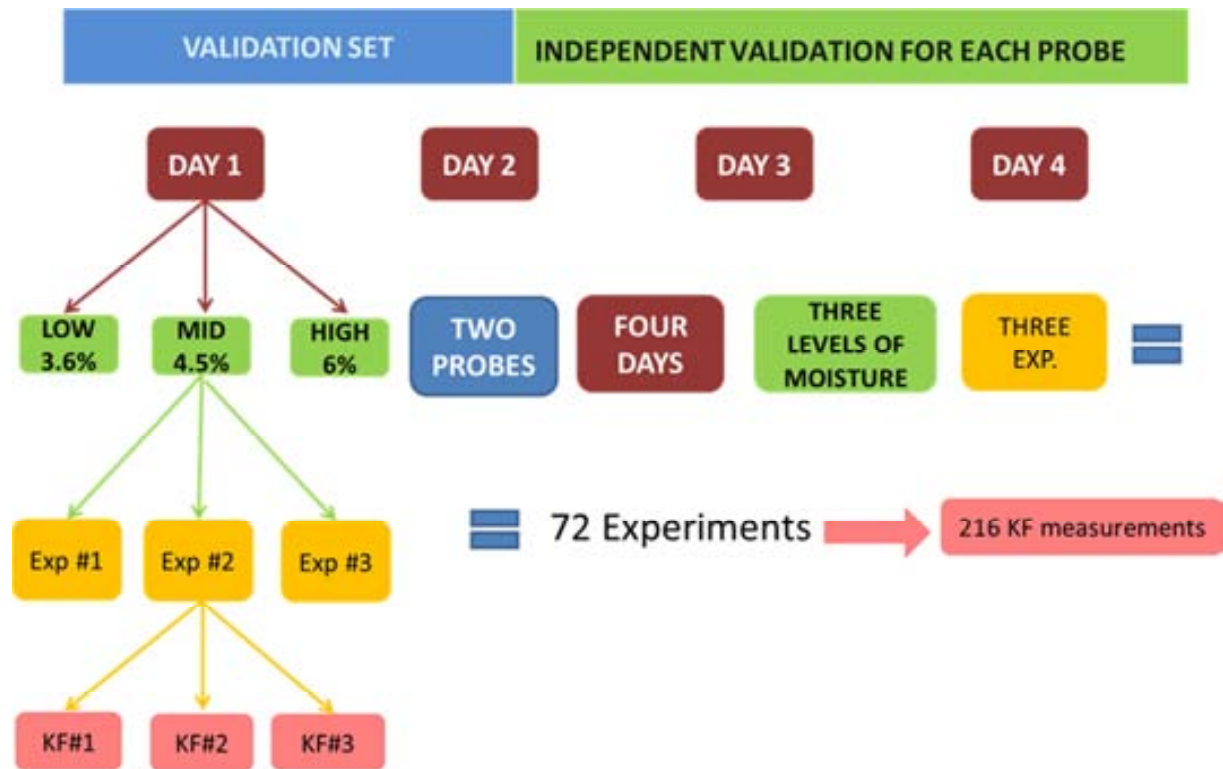 VALIDATION SET
INDEPENDENT VALIDATION FOR EACH PROBE
DAY 1
DAY 2
DAY 3
DAY 4
LOW
3.6%
MID
4.5%
HIGH
6%
TWO
PROBES
FOUR
DAYS
THREE
LEVELS OF
MOISTURE
THREE
EXP.
=
Exp #1
Exp #2
Exp #3
= 72 Experiments
216 KF measurements
KF#1
KF#2
KF#3